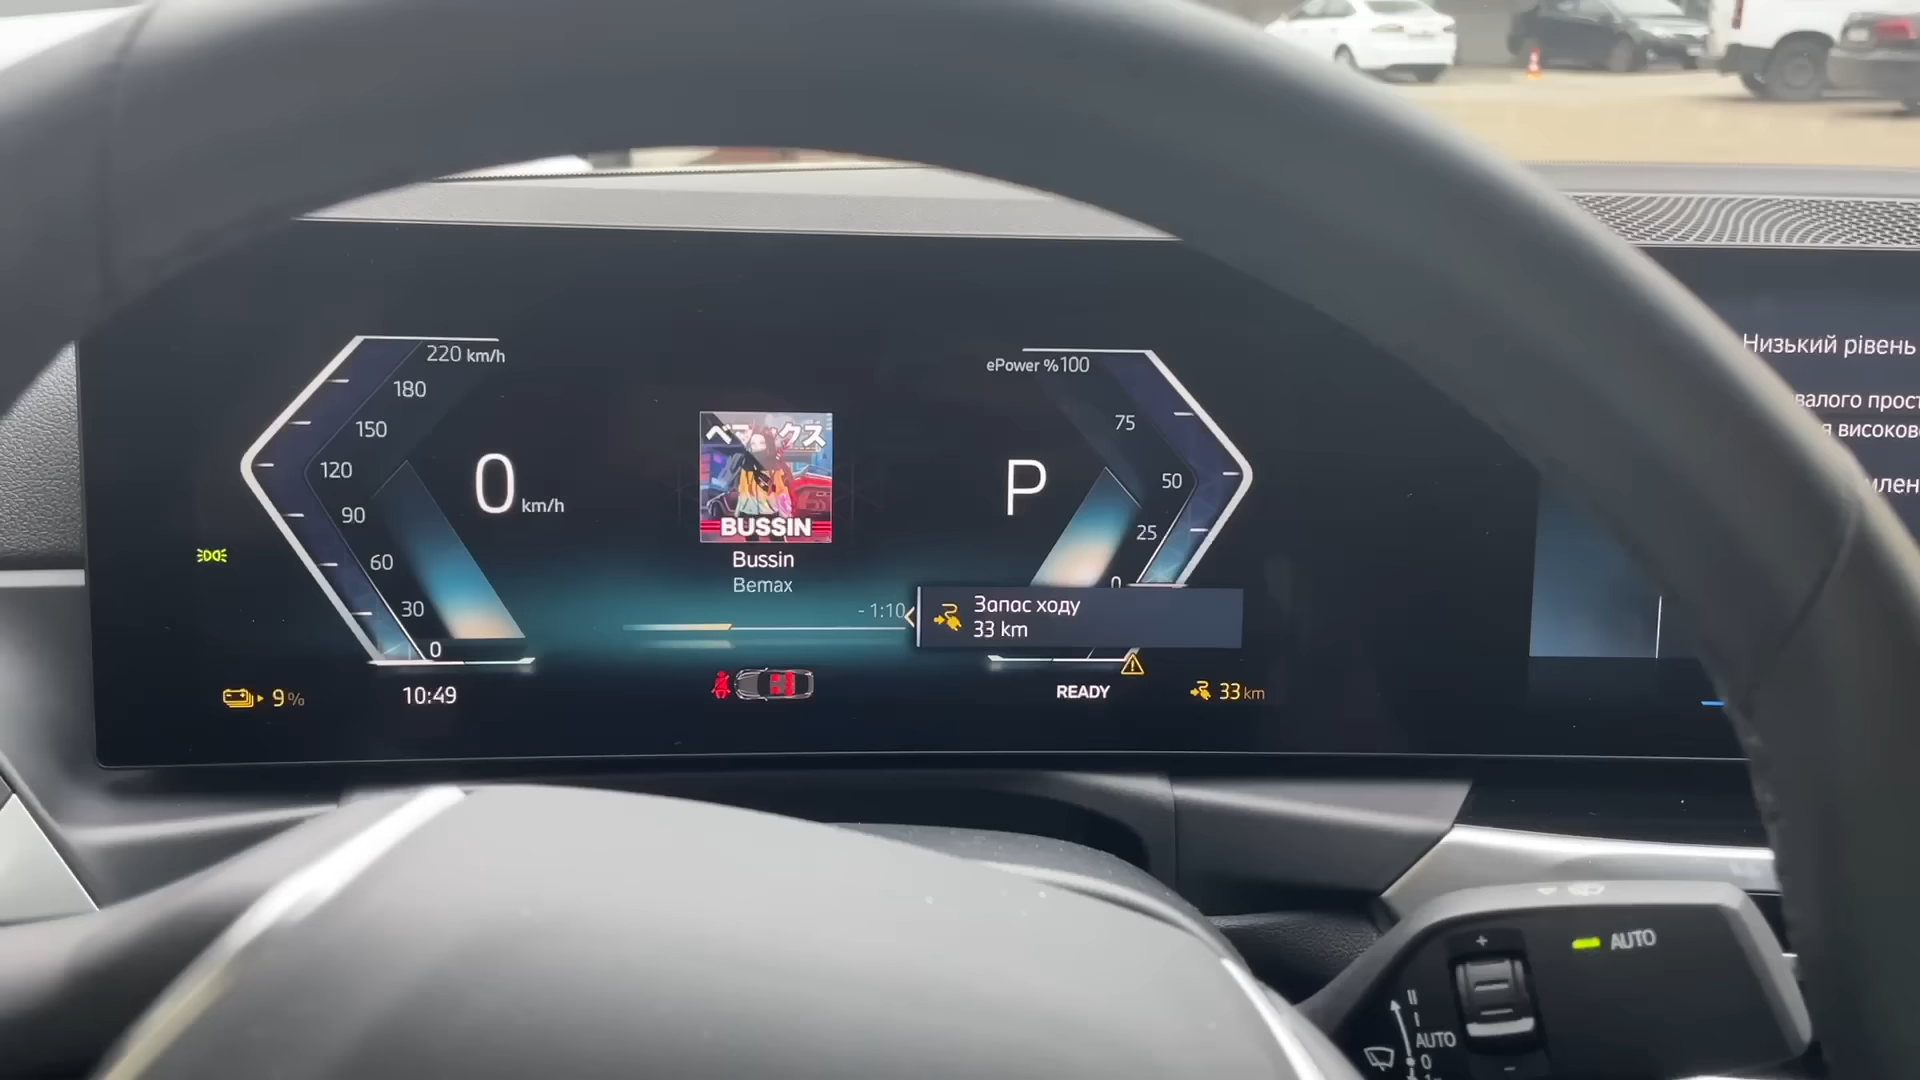 220 km/h
180
150
120
90
60
30
0
0 km/h
BUSSIN
Bussin
Bemax
- 1:10
ePower %100
75
50
25
0
P
Запас ходу
33 km
9 %
10:49
READY
33 km
Низький рівень
прост
високов
AUTO
+
II
I
AUTO
0
-